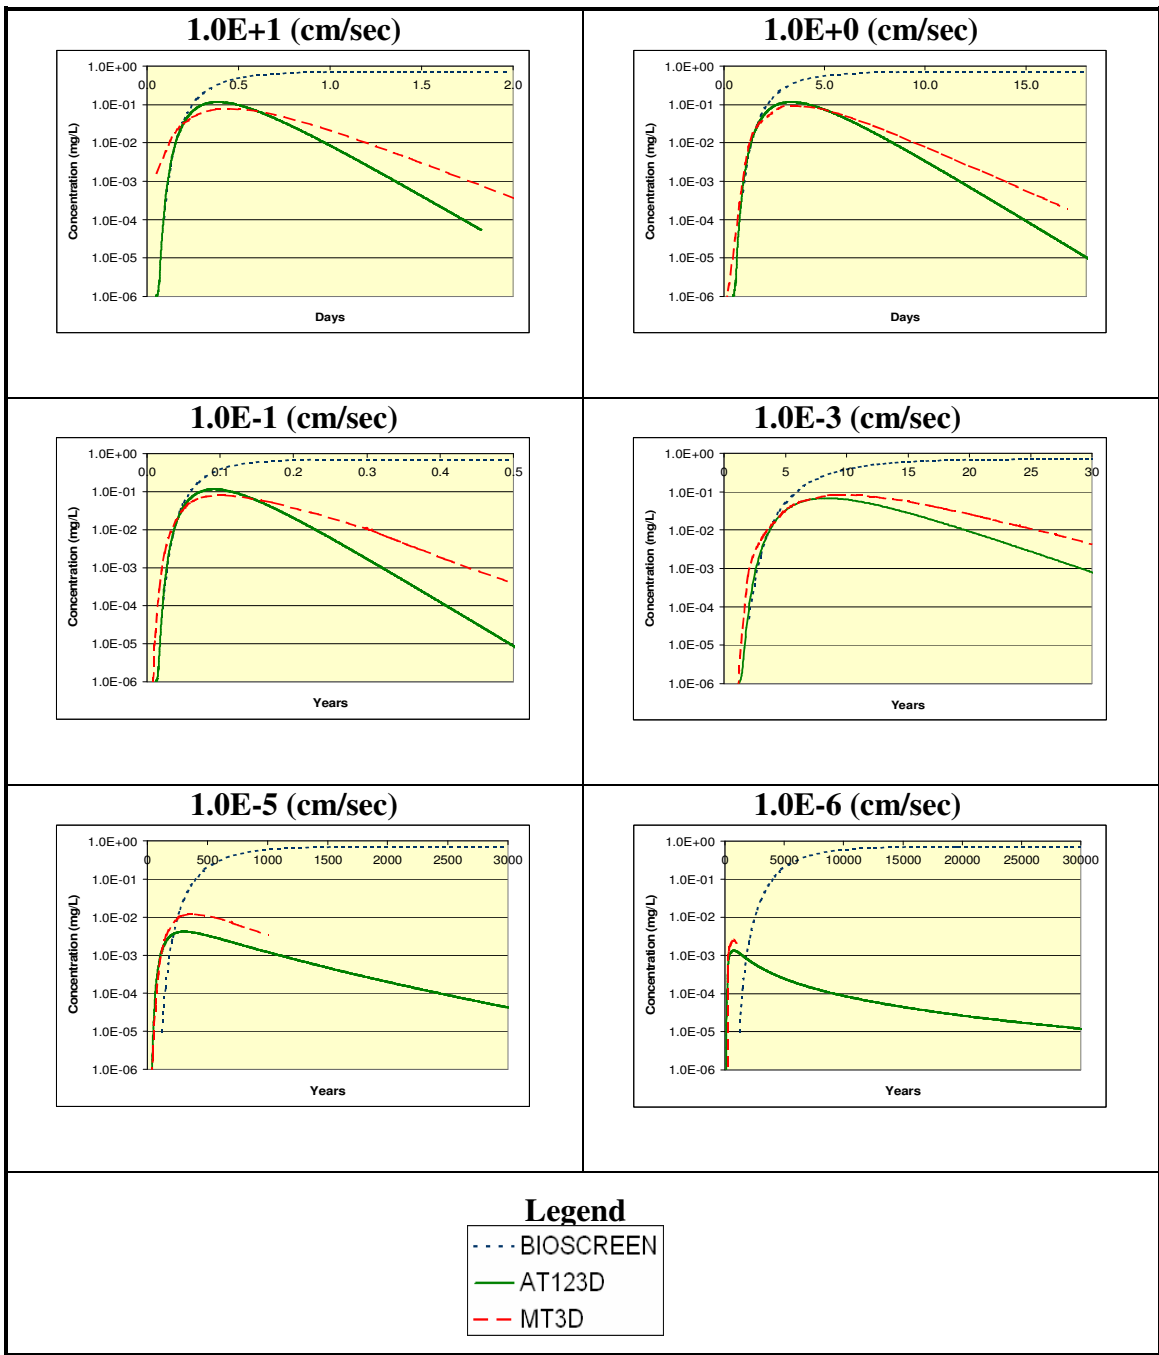 1.0E+1 (cm/sec)
1.0E+00
0.0 0.5 1.0 1.5 2.0
1.0E-01
1.0E-02
1.0E-03
1.0E-04
1.0E-05
1.0E-06
Concentration (mg/L)
Days
1.0E+0 (cm/sec)
1.0E+00
0.0 5.0 10.0 15.0
1.0E-01
1.0E-02
1.0E-03
1.0E-04
1.0E-05
1.0E-06
Concentration (mg/L)
Days
1.0E-1 (cm/sec)
1.0E+00
0.0 0.1 0.2 0.3 0.4 0.5
1.0E-01
1.0E-02
1.0E-03
1.0E-04
1.0E-05
1.0E-06
Concentration (mg/L)
Years
1.0E-3 (cm/sec)
1.0E+00
0 5 10 15 20 25 30
1.0E-01
1.0E-02
1.0E-03
1.0E-04
1.0E-05
1.0E-06
Concentration (mg/L)
Years
1.0E-5 (cm/sec)
1.0E+00
0 500 1000 1500 2000 2500 3000
1.0E-01
1.0E-02
1.0E-03
1.0E-04
1.0E-05
1.0E-06
Concentration (mg/L)
Years
1.0E-6 (cm/sec)
1.0E+00
0 5000 10000 15000 20000 25000 30000
1.0E-01
1.0E-02
1.0E-03
1.0E-04
1.0E-05
1.0E-06
Concentration (mg/L)
Years
Legend
BIOSCREEN
AT123D
MT3D